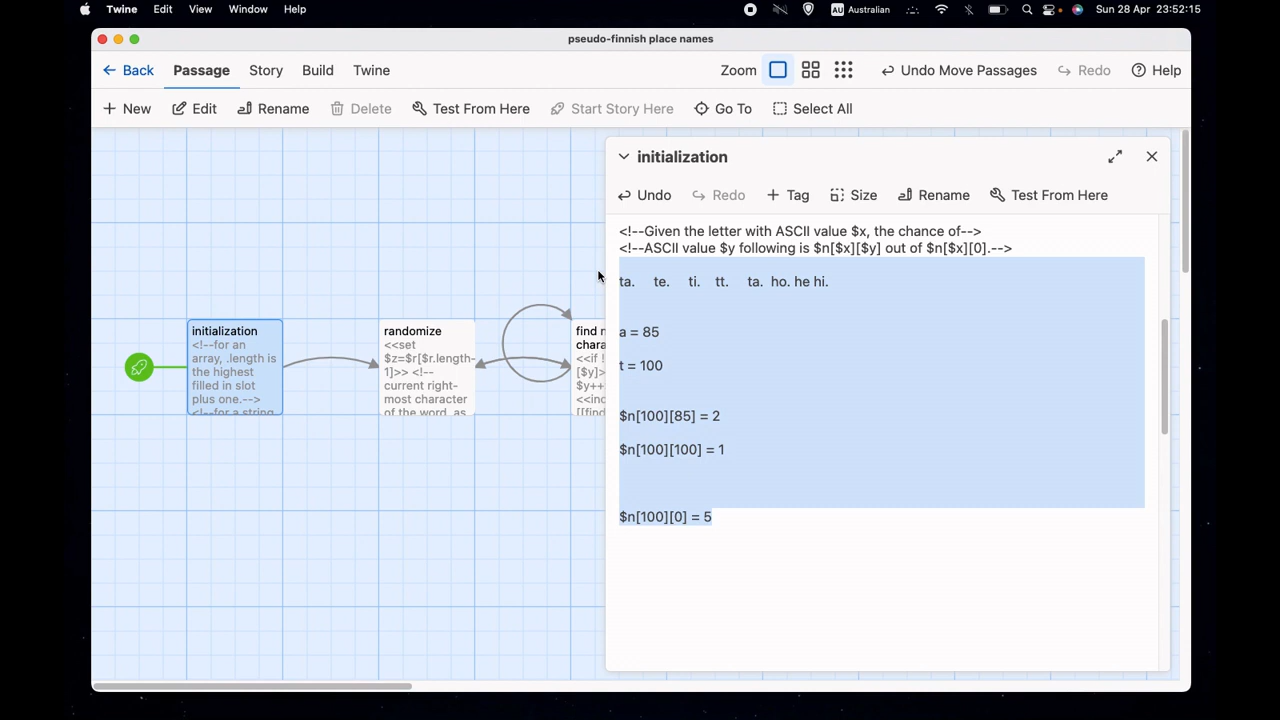 Twine Edit View Window Help AU Australian Sun 28 Apr 23:52:15
pseudo-finnish place names
Back Passage Story Build Twine Zoom Undo Move Passages Redo Help
New Edit Rename Delete Test From Here Start Story Here Go To Select All
initialization
<!--for an
array, .length is
the highest
filled in slot
plus one.-->
<!--for a string
randomize
<<set
$z=$r[$r.length-
1]>> <!--
current right-
most character
of the word, as
find n
chara
<<if !
[$y]>
$y++
<<inc
[[find
initialization
Undo Redo Tag Size Rename Test From Here
<!--Given the letter with ASCII value $x, the chance of-->
<!--ASCII value $y following is $n[$x][$y] out of $n[$x][0].-->
ta. te. ti. tt. ta. ho. he hi.
a = 85
t = 100
$n[100][85] = 2
$n[100][100] = 1
$n[100][0] = 5